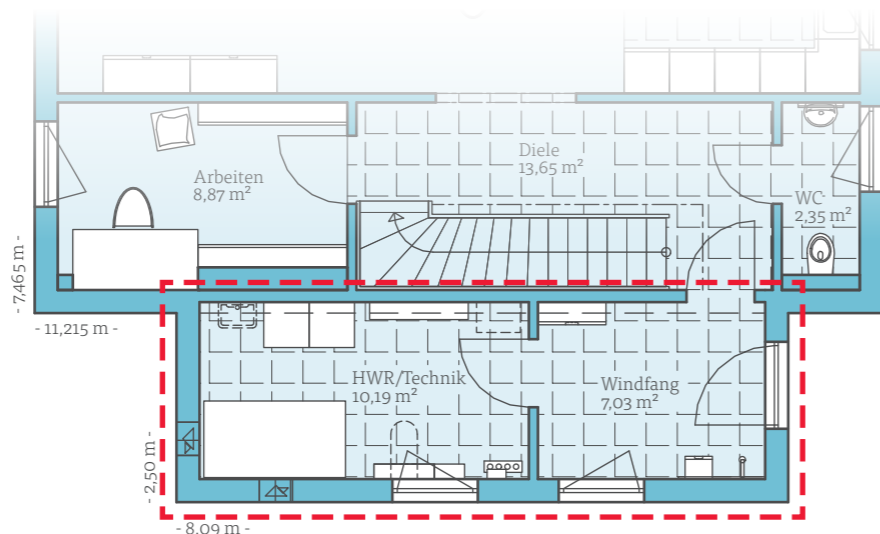 Diele
13,65 m²
Arbeiten
8,87 m²
WC
2,35 m²
- 7,465 m -
- 11,215 m -
HWR/Technik
10,19 m²
Windfang
7,03 m²
- 2,50 m -
- 8,09 m -